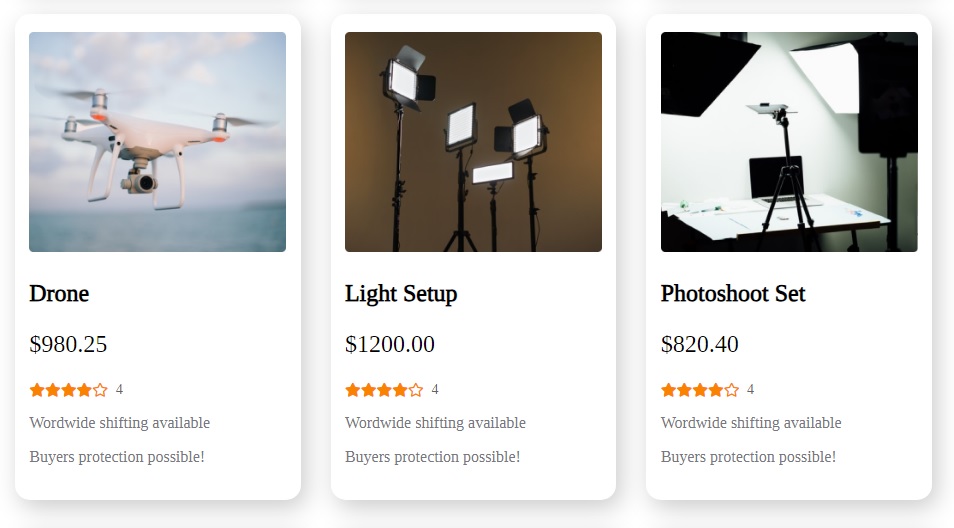 Drone
$980.25
4
Wordwide shifting available
Buyers protection possible!
Light Setup
$1200.00
4
Wordwide shifting available
Buyers protection possible!
Photoshoot Set
$820.40
4
Wordwide shifting available
Buyers protection possible!